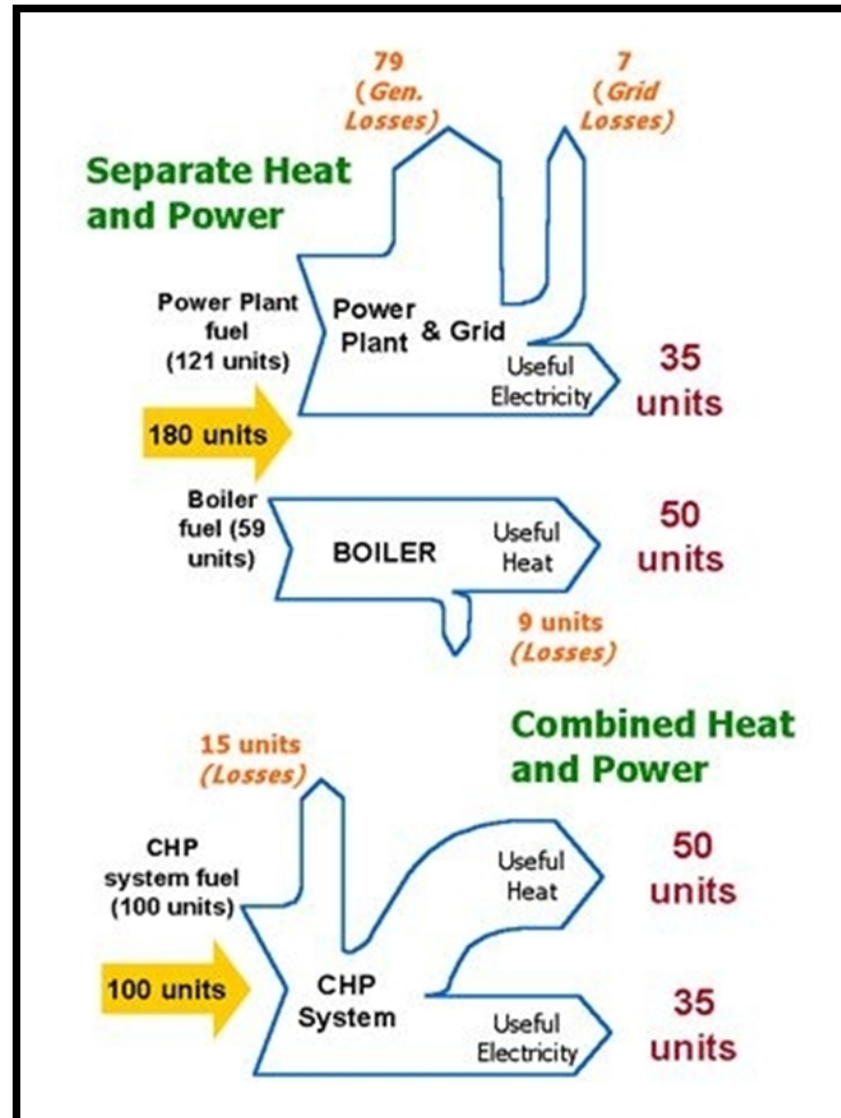 79
(Gen.
Losses)
7
(Grid
Losses)
Separate Heat
and Power
Power Plant
fuel
(121 units)
Power
Plant & Grid
Useful
Electricity
35
units
180 units
Boiler
fuel (59
units)
BOILER
Useful
Heat
50
units
9 units
(Losses)
Combined Heat
and Power
15 units
(Losses)
CHP
system fuel
(100 units)
Useful
Heat
50
units
100 units
CHP
System
Useful
Electricity
35
units